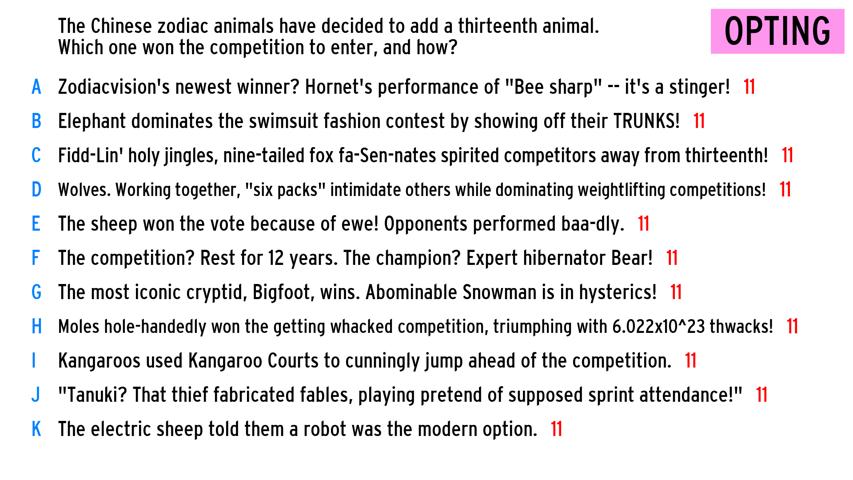 The Chinese zodiac animals have decided to add a thirteenth animal.
Which one won the competition to enter, and how?
OPTING
A Zodiacvision's newest winner? Hornet's performance of "Bee sharp" -- it's a stinger! 11
B Elephant dominates the swimsuit fashion contest by showing off their TRUNKS! 11
C Fidd-Lin' holy jingles, nine-tailed fox fa-Sen-nates spirited competitors away from thirteenth! 11
D Wolves. Working together, "six packs" intimidate others while dominating weightlifting competitions! 11
E The sheep won the vote because of ewe! Opponents performed baa-dly. 11
F The competition? Rest for 12 years. The champion? Expert hibernator Bear! 11
G The most iconic cryptid, Bigfoot, wins. Abominable Snowman is in hysterics! 11
H Moles hole-handedly won the getting whacked competition, triumphing with 6.022x10^23 thwacks! 11
I Kangaroos used Kangaroo Courts to cunningly jump ahead of the competition. 11
J "Tanuki? That thief fabricated fables, playing pretend of supposed sprint attendance!" 11
K The electric sheep told them a robot was the modern option. 11